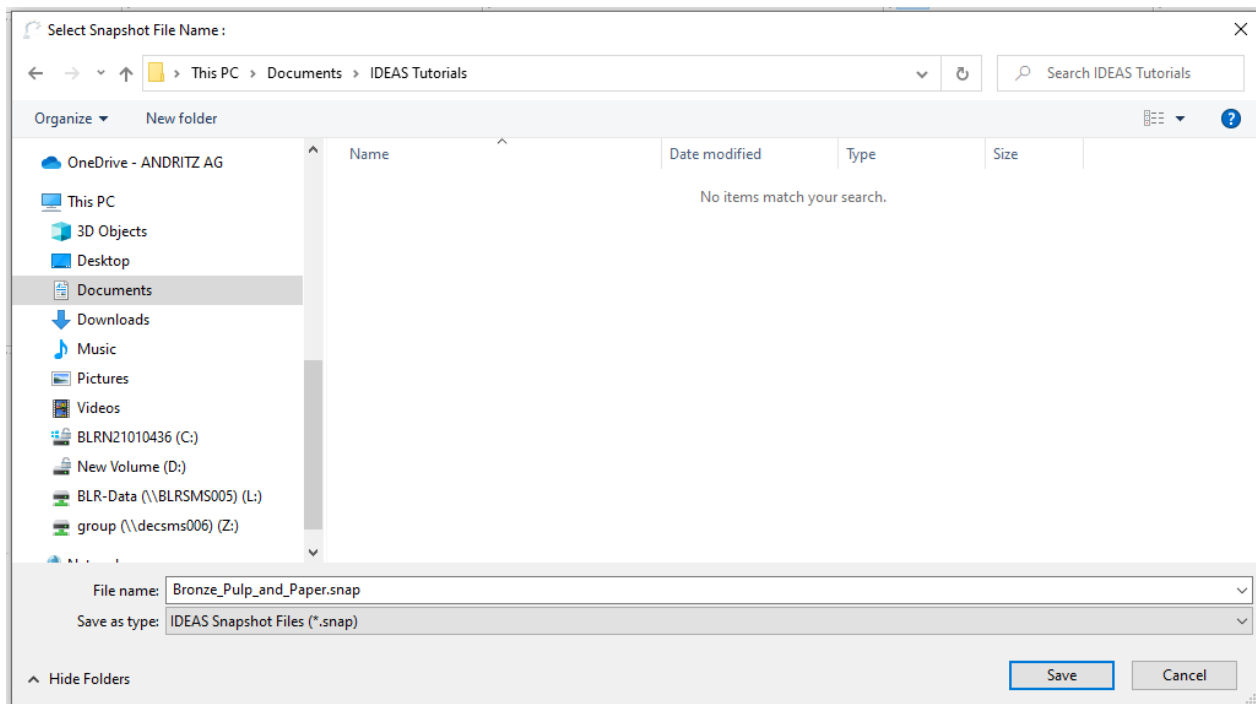 Select Snapshot File Name :
This PC > Documents > IDEAS Tutorials
Search IDEAS Tutorials
Organize
New folder
?
OneDrive - ANDRITZ AG
Name
Date modified
Type
Size
No items match your search.
This PC
3D Objects
Desktop
Documents
Downloads
Music
Pictures
Videos
BLRN21010436 (C:)
New Volume (D:)
BLR-Data (\\BLRSMS005) (L:)
group (\\decsms006) (Z:)
File name: Bronze_Pulp_and_Paper.snap
Save as type: IDEAS Snapshot Files (*.snap)
Hide Folders
Save
Cancel